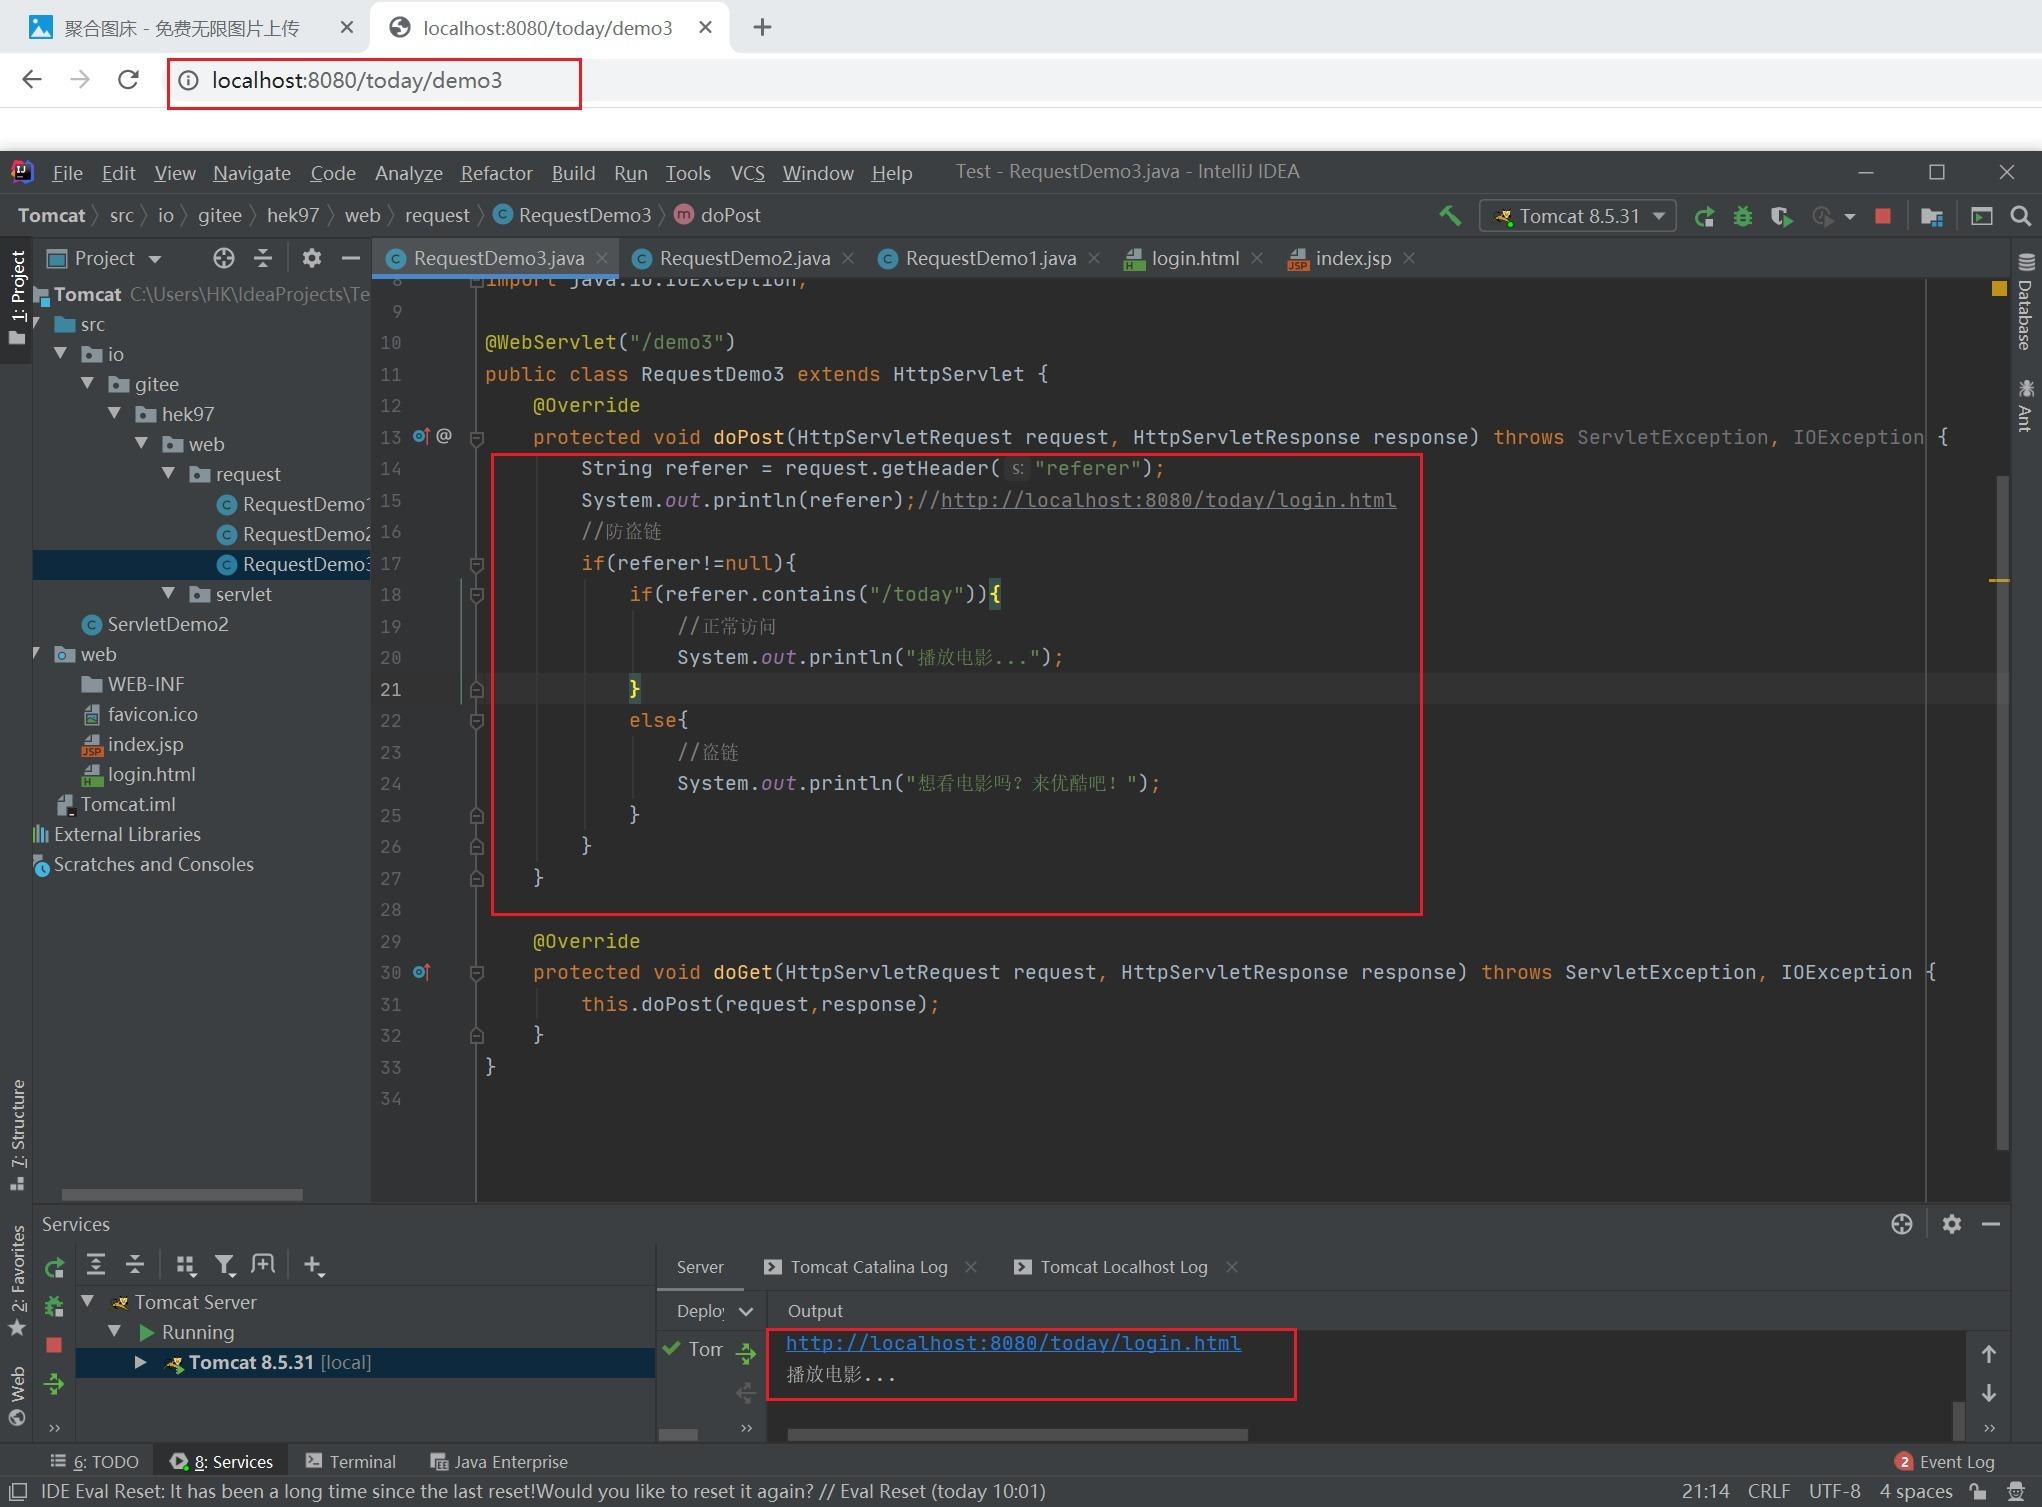 聚合图床 - 免费无限图片上传
localhost:8080/today/demo3
localhost:8080/today/demo3
File Edit View Navigate Code Analyze Refactor Build Run Tools VCS Window Help Test - RequestDemo3.java - IntelliJ IDEA
Tomcat src io gitee hek97 web request RequestDemo3 doPost Tomcat 8.5.31
1: Project
Project
RequestDemo3.java RequestDemo2.java RequestDemo1.java login.html index.jsp
Tomcat C:\Users\HK\IdeaProjects\Te
src
io
gitee
hek97
web
request
RequestDemo1
RequestDemo2
RequestDemo3
servlet
ServletDemo2
web
WEB-INF
favicon.ico
index.jsp
login.html
Tomcat.iml
External Libraries
Scratches and Consoles
8 import java.io.IOException;
9
10 @WebServlet("/demo3")
11 public class RequestDemo3 extends HttpServlet {
12 @Override
13 @ protected void doPost(HttpServletRequest request, HttpServletResponse response) throws ServletException, IOException {
14 String referer = request.getHeader( s: "referer");
15 System.out.println(referer);//http://localhost:8080/today/login.html
16 //防盗链
17 if(referer!=null){
18 if(referer.contains("/today")){
19 //正常访问
20 System.out.println("播放电影...");
21 }
22 else{
23 //盗链
24 System.out.println("想看电影吗？来优酷吧！");
25 }
26 }
27 }
28
29 @Override
30 protected void doGet(HttpServletRequest request, HttpServletResponse response) throws ServletException, IOException {
31 this.doPost(request,response);
32 }
33 }
34
Database
Ant
7: Structure
2: Favorites
Web
Services
Server Tomcat Catalina Log Tomcat Localhost Log
Tomcat Server
Running
Tomcat 8.5.31 [local]
Deploy Output
Tom
http://localhost:8080/today/login.html
播放电影...
6: TODO 8: Services Terminal Java Enterprise 2 Event Log
IDE Eval Reset: It has been a long time since the last reset!Would you like to reset it again? // Eval Reset (today 10:01) 21:14 CRLF UTF-8 4 spaces